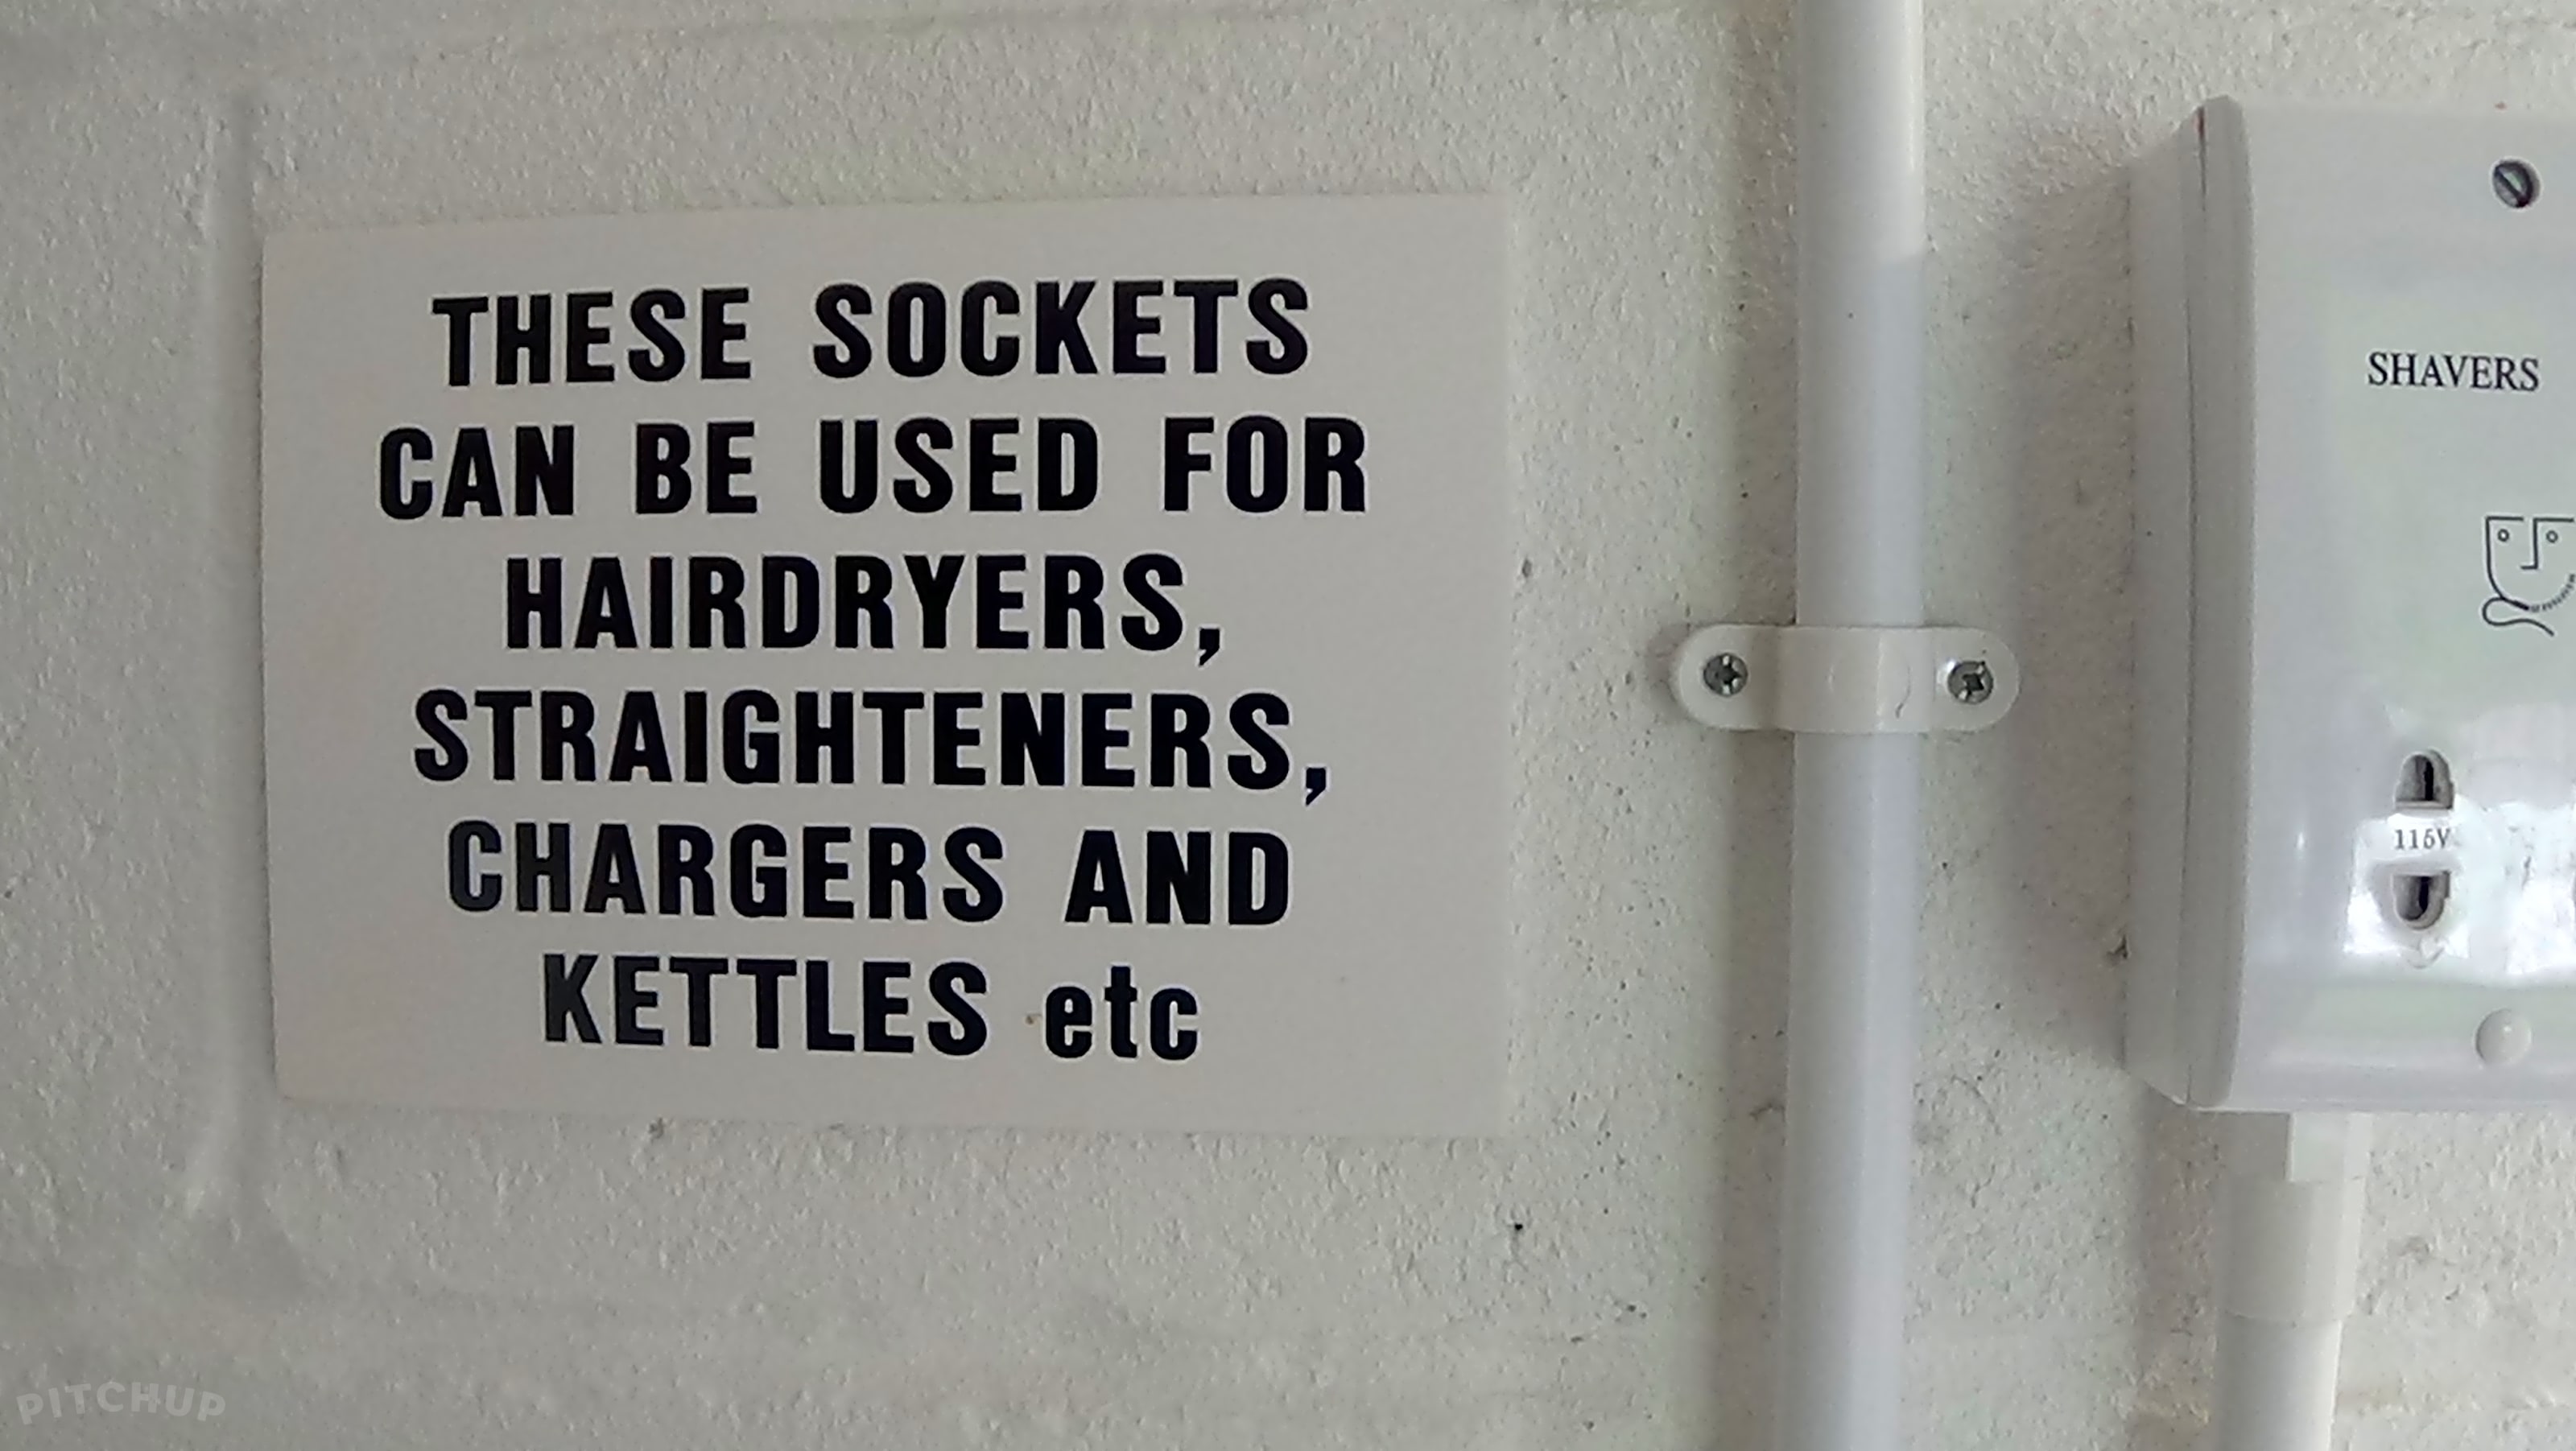 THESE SOCKETS
CAN BE USED FOR
HAIRDRYERS,
STRAIGHTENERS,
CHARGERS AND
KETTLES etc
SHAVERS
115V
PITCHUP